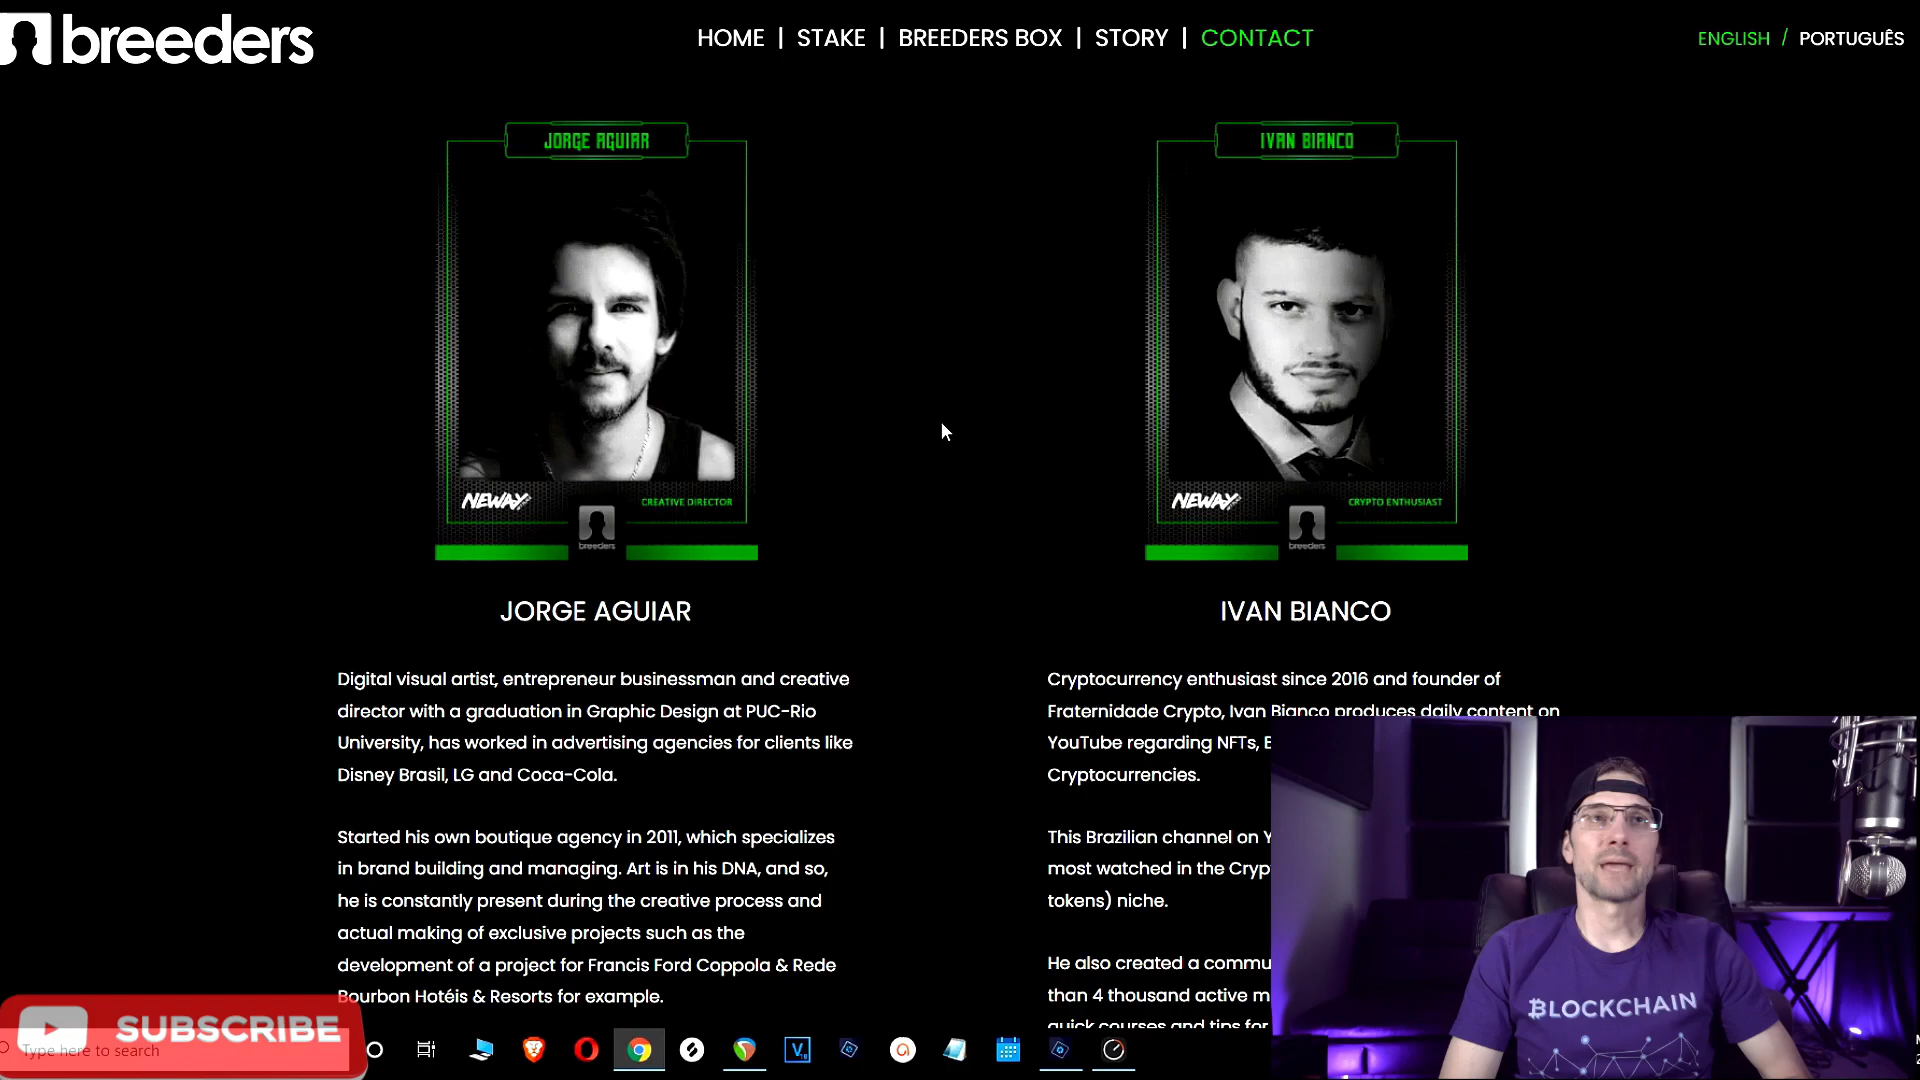 breeders
HOME | STAKE | BREEDERS BOX | STORY | CONTACT
ENGLISH / PORTUGUÊS
JORGE AGUIAR
IVAN BIANCO
NEWAY
CREATIVE DIRECTOR
breeders
NEWAY
CRYPTO ENTHUSIAST
breeders
JORGE AGUIAR
Digital visual artist, entrepreneur businessman and creative
director with a graduation in Graphic Design at PUC-Rio
University, has worked in advertising agencies for clients like
Disney Brasil, LG and Coca-Cola.
Started his own boutique agency in 2011, which specializes
in brand building and managing. Art is in his DNA, and so,
he is constantly present during the creative process and
actual making of exclusive projects such as the
development of a project for Francis Ford Coppola & Rede
Bourbon Hotéis & Resorts for example.
IVAN BIANCO
Cryptocurrency enthusiast since 2016 and founder of
Fraternidade Crypto, Ivan Bianco produces daily content on
YouTube regarding NFTs,
Cryptocurrencies.
This Brazilian channel on
most watched in the
tokens) niche.
He also created a
than 4 thousand active
quick courses and tips for
BLOCKCHAIN
SUBSCRIBE
Type here to search